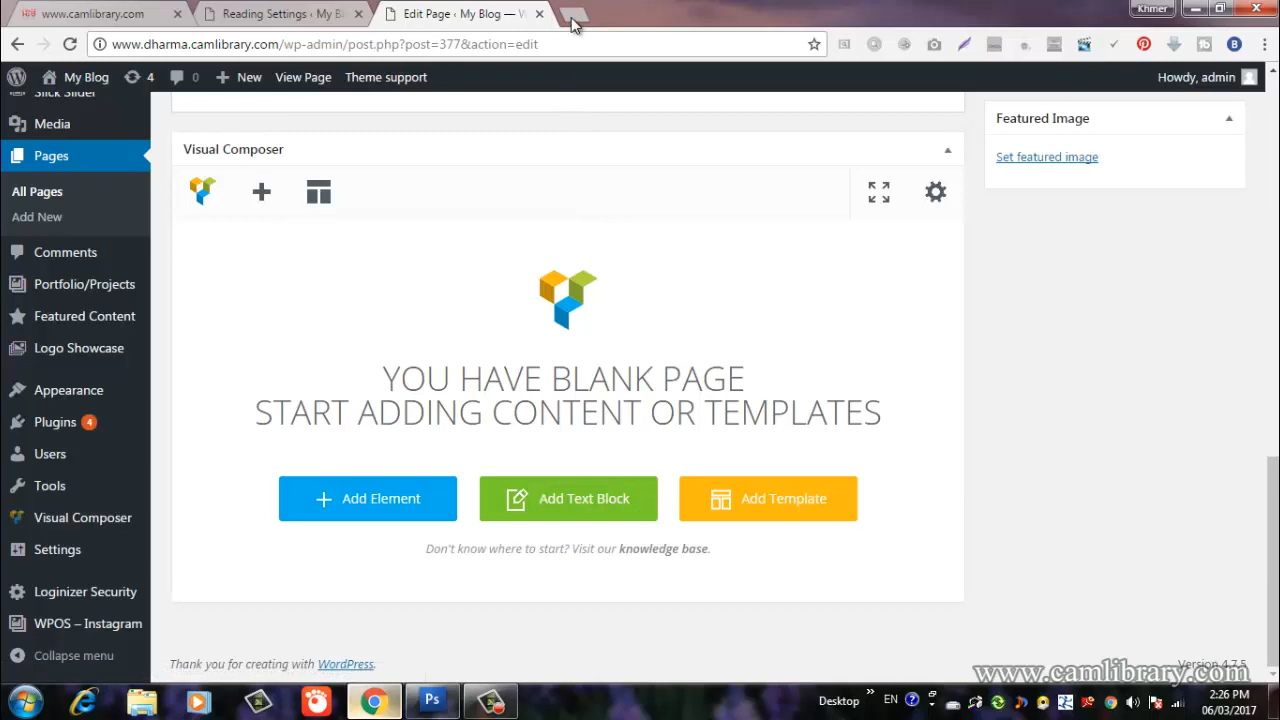 www.camlibrary.com
Reading Settings ‹ My Bl
Edit Page ‹ My Blog — W
Khmer
www.dharma.camlibrary.com/wp-admin/post.php?post=377&action=edit
My Blog
4
0
New
View Page
Theme support
Howdy, admin
Slick Slider
Media
Pages
All Pages
Add New
Comments
Portfolio/Projects
Featured Content
Logo Showcase
Appearance
Plugins 4
Users
Tools
Visual Composer
Settings
Loginizer Security
WPOS – Instagram
Collapse menu
Visual Composer
YOU HAVE BLANK PAGE
START ADDING CONTENT OR TEMPLATES
Add Element
Add Text Block
Add Template
Don't know where to start? Visit our knowledge base.
Featured Image
Set featured image
Thank you for creating with WordPress.
Version 4.7.5
www.camlibrary.com
Ps
Desktop
EN
2:26 PM
06/03/2017